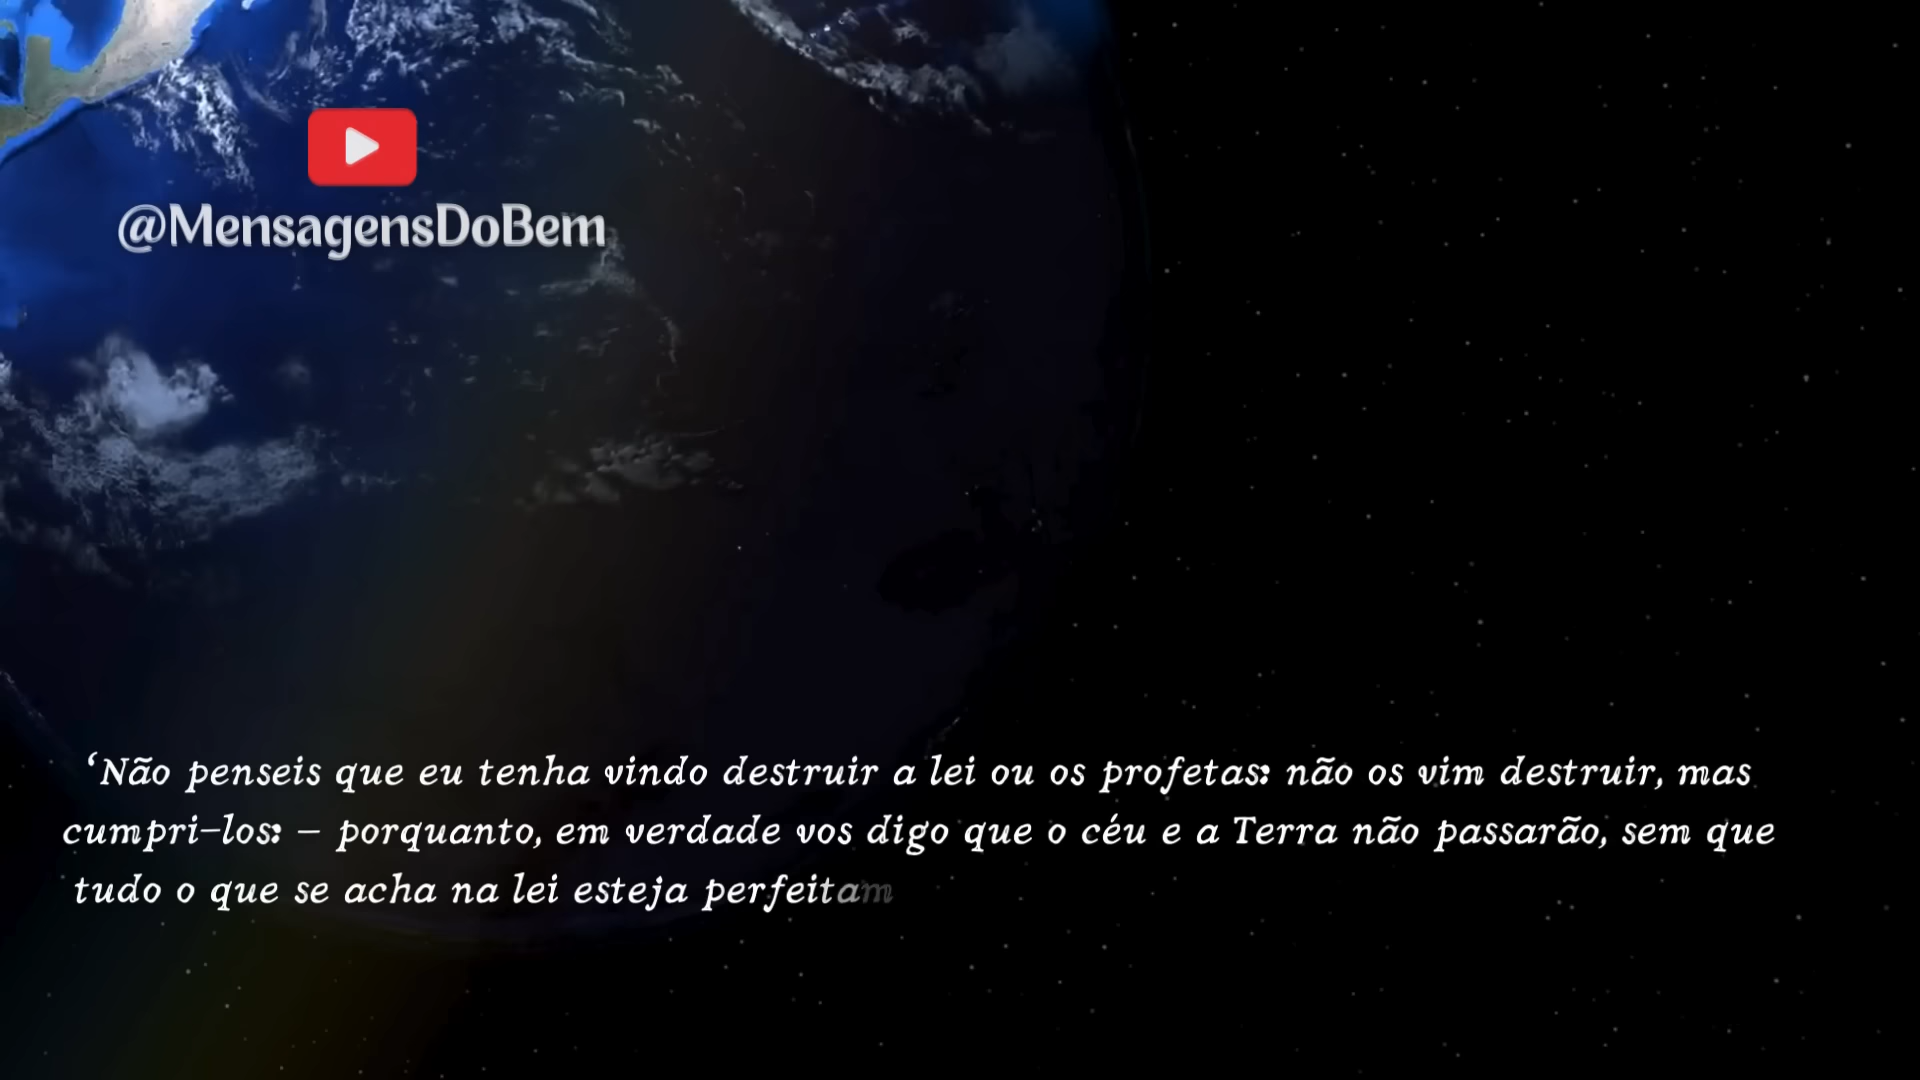 @MensagensDoBem
‘Não penseis que eu tenha vindo destruir a lei ou os profetas: não os vim destruir, mas
cumpri-los: – porquanto, em verdade vos digo que o céu e a Terra não passarão, sem que
tudo o que se acha na lei esteja perfeitam